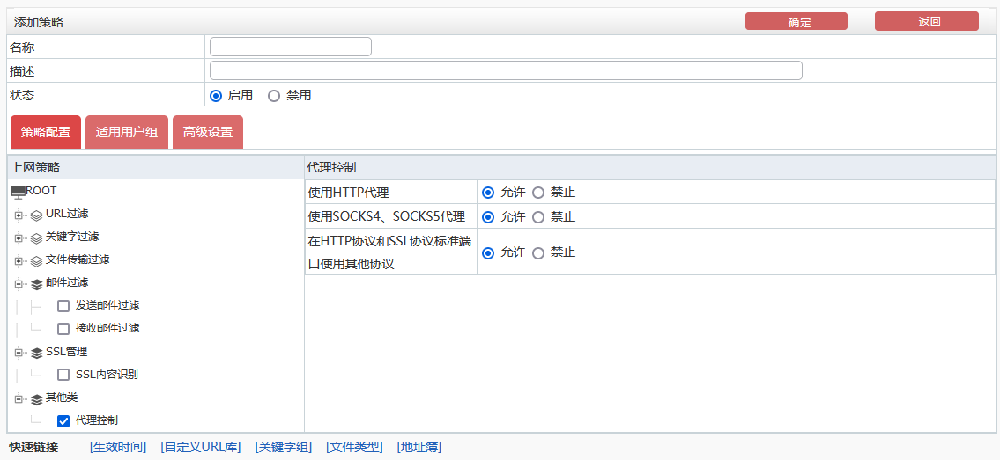 添加策略 确定 返回
名称
描述
状态 启用 禁用
策略配置 适用用户组 高级设置
上网策略 代理控制
ROOT
使用HTTP代理 允许 禁止
URL过滤
使用SOCKS4、SOCKS5代理 允许 禁止
关键字过滤
在HTTP协议和SSL协议标准端
口使用其他协议 允许 禁止
文件传输过滤
邮件过滤
发送邮件过滤
接收邮件过滤
SSL管理
SSL内容识别
其他类
代理控制
快速链接 [生效时间] [自定义URL库] [关键字组] [文件类型] [地址簿]